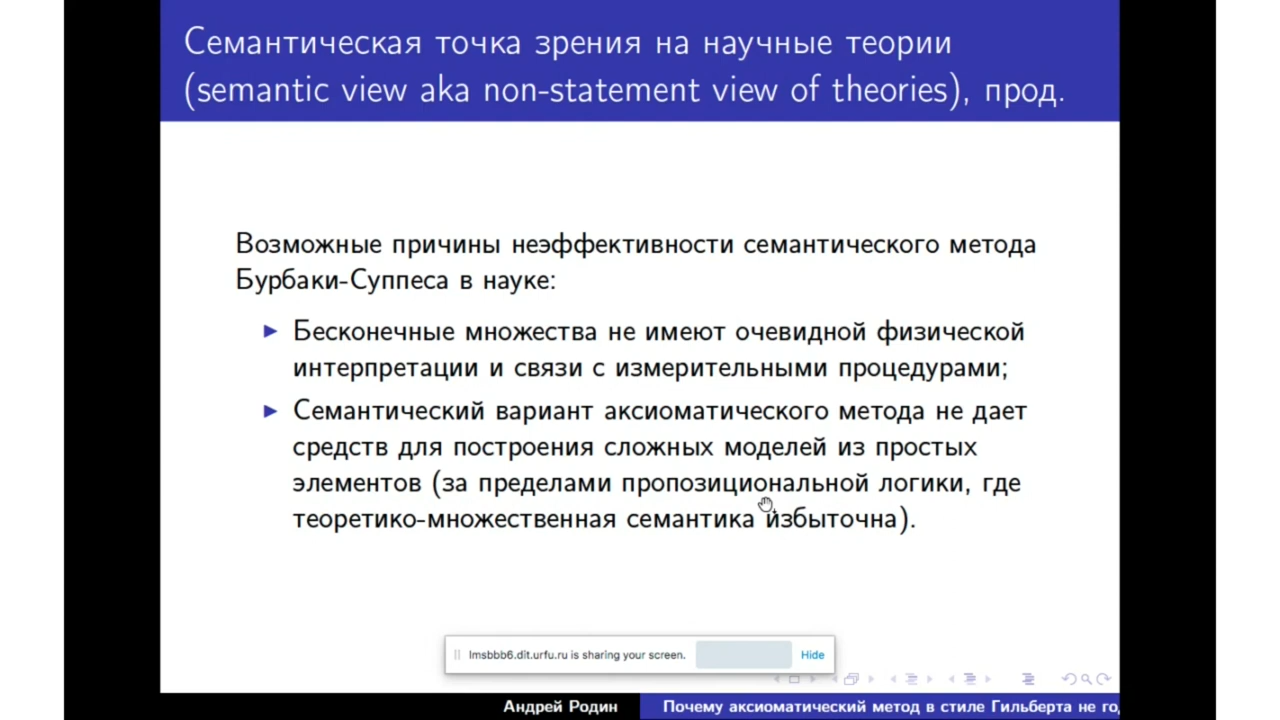 Семантическая точка зрения на научные теории
(semantic view aka non-statement view of theories), прод.
Возможные причины неэффективности семантического метода
Бурбаки-Суппеса в науке:
Бесконечные множества не имеют очевидной физической
интерпретации и связи с измерительными процедурами;
Семантический вариант аксиоматического метода не дает
средств для построения сложных моделей из простых
элементов (за пределами пропозициональной логики, где
теоретико-множественная семантика избыточна).
lmsbbb6.dit.urfu.ru is sharing your screen.
Hide
Андрей Родин
Почему аксиоматический метод в стиле Гильберта не го